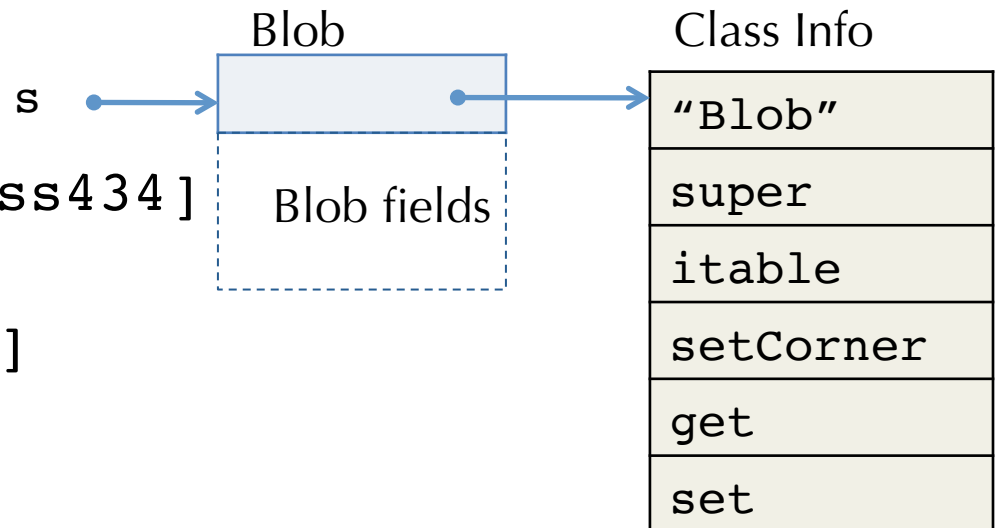 Blob
Class Info
s
“Blob”
ss434]
Blob fields
super
itable
]
setCorner
get
set